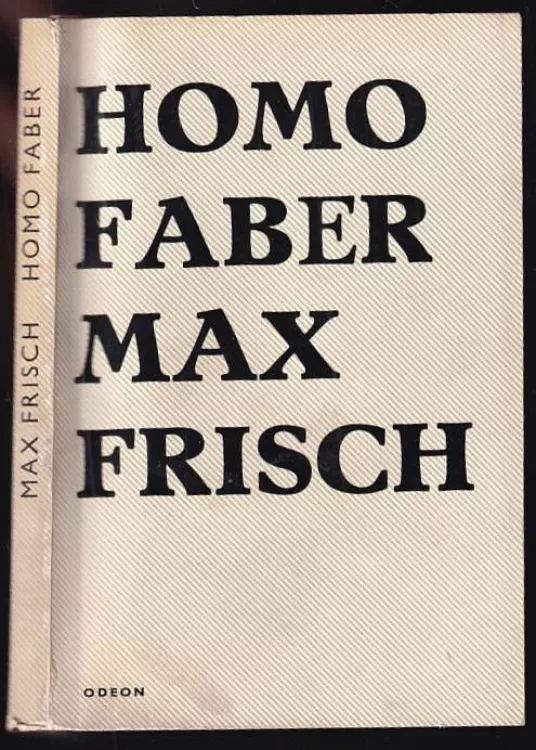 MAX FRISCH HOMO FABER
HOMO
FABER
MAX
FRISCH
ODEON